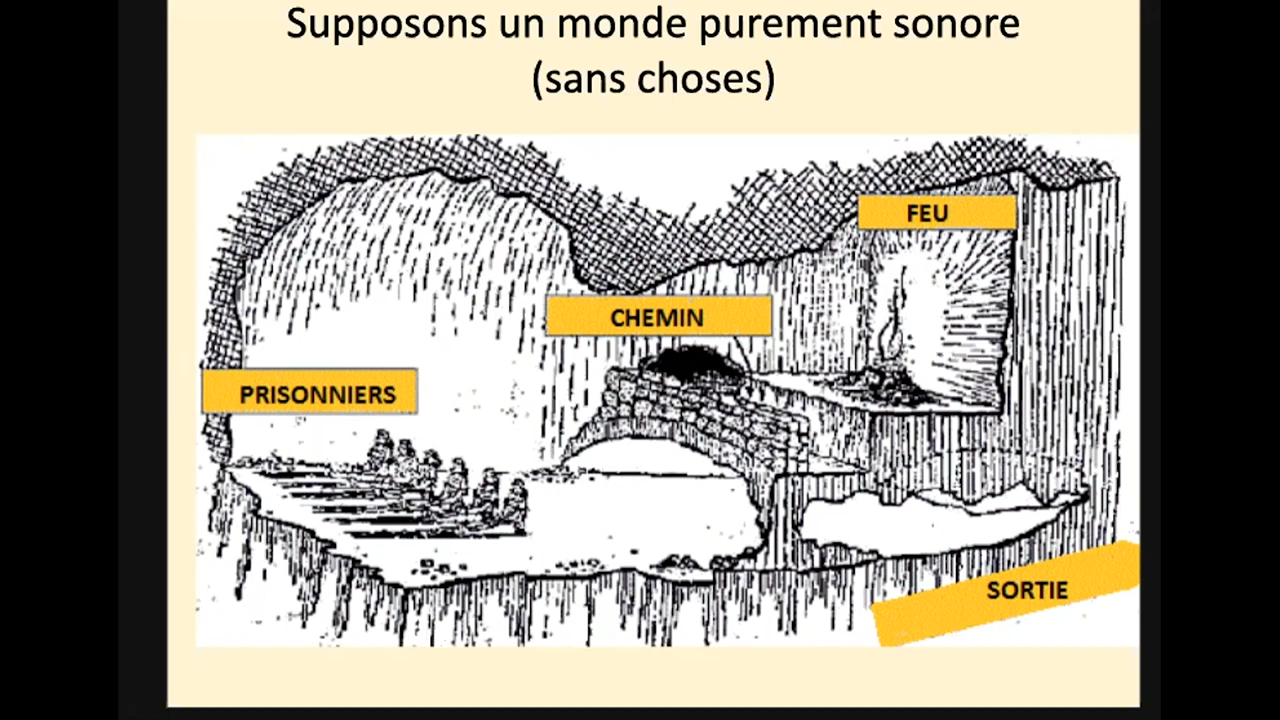 Supposons un monde purement sonore
(sans choses)
FEU
CHEMIN
PRISONNIERS
SORTIE